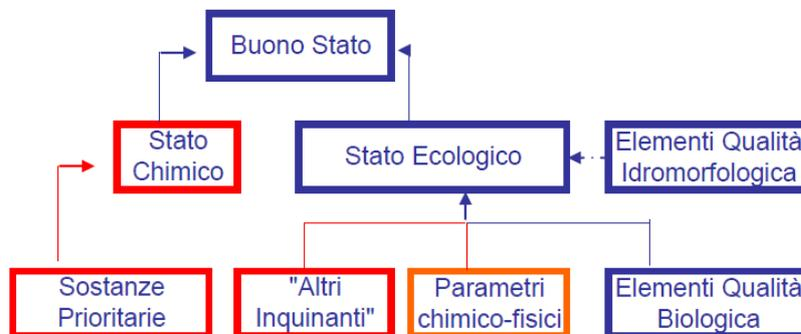 Buono Stato
Stato
Chimico
Stato Ecologico
Elementi Qualità
Idromorfologica
Sostanze
Prioritarie
"Altri
Inquinanti"
Parametri
chimico-fisici
Elementi Qualità
Biologica